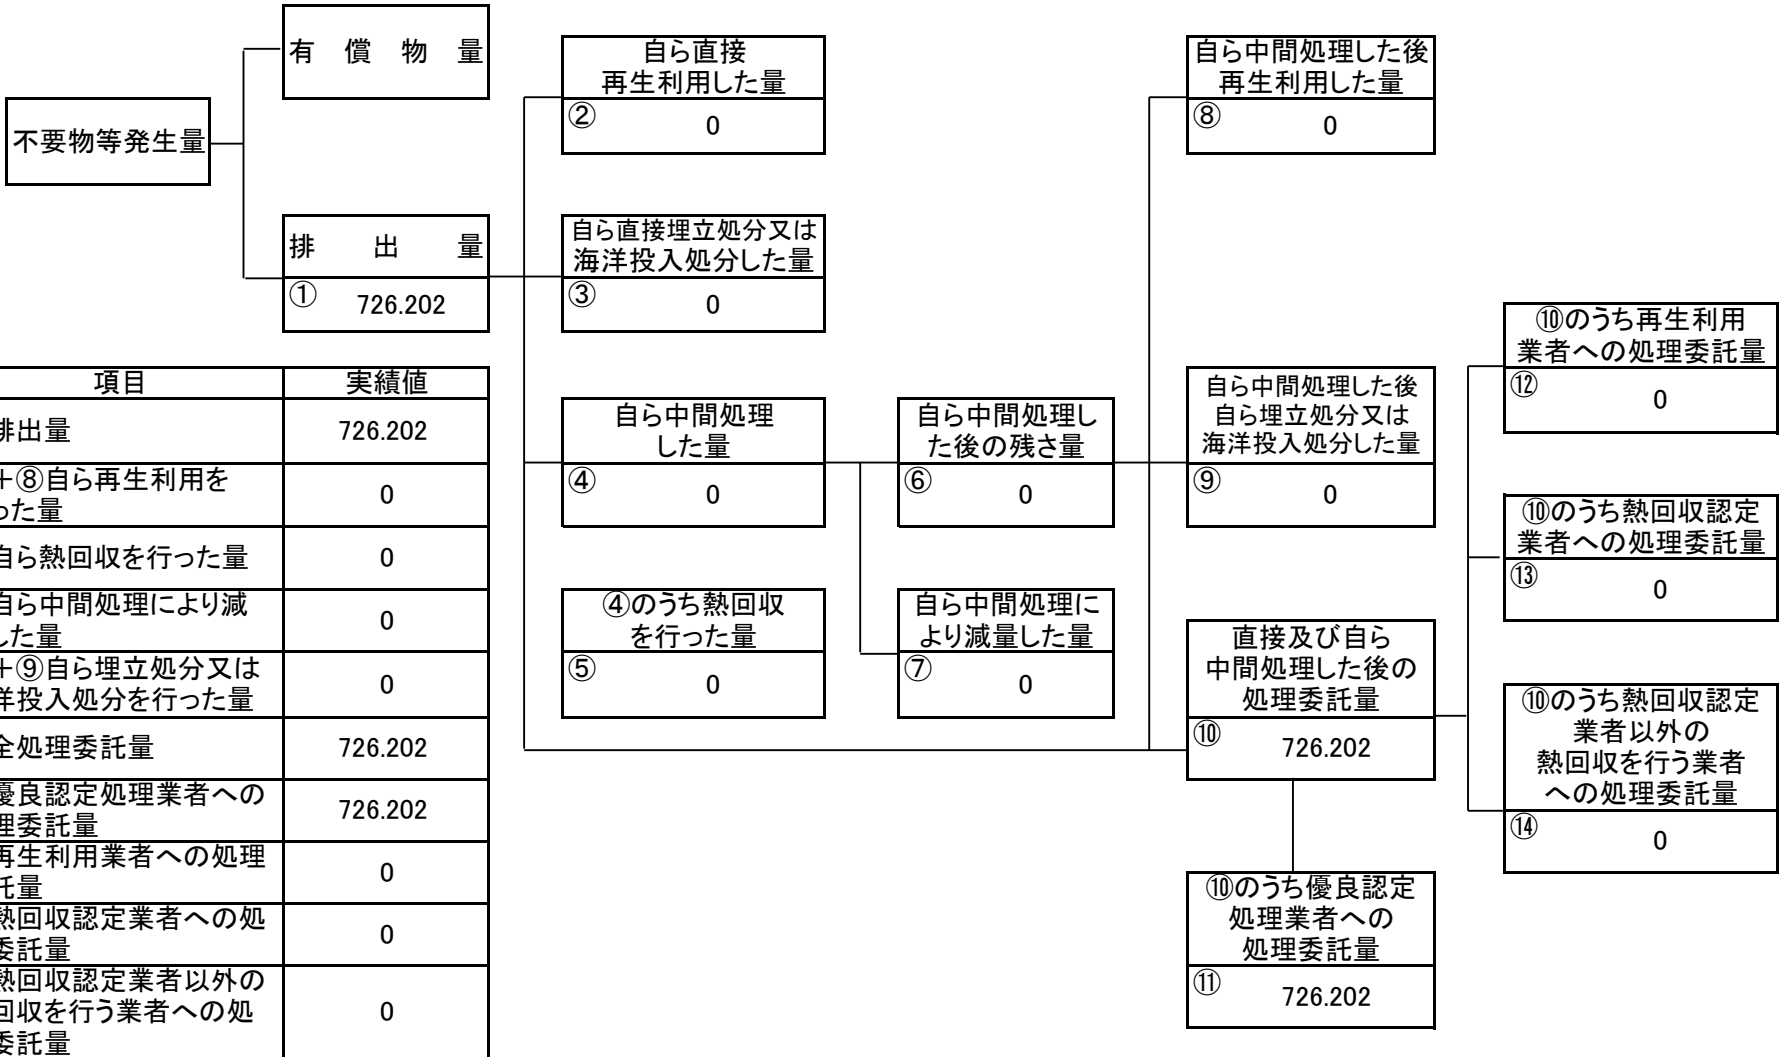 有償物量
不要物等発生量
排出量
① 726.202
自ら直接
再生利用した量
② 0
自ら直接埋立処分又は
海洋投入処分した量
③ 0
自ら中間処理
した量
④ 0
④のうち熱回収
を行った量
⑤ 0
自ら中間処理し
た後の残さ量
⑥ 0
自ら中間処理に
より減量した量
⑦ 0
自ら中間処理した後
再生利用した量
⑧ 0
自ら中間処理した後
自ら埋立処分又は
海洋投入処分した量
⑨ 0
直接及び自ら
中間処理した後の
処理委託量
⑩ 726.202
⑩のうち優良認定
処理業者への
処理委託量
⑪ 726.202
⑩のうち再生利用
業者への処理委託量
⑫ 0
⑩のうち熱回収認定
業者への処理委託量
⑬ 0
⑩のうち熱回収認定
業者以外の
熱回収を行う業者
への処理委託量
⑭ 0
項目 実績値
排出量 726.202
+⑧自ら再生利用を
った量 0
自ら熱回収を行った量 0
自ら中間処理により減
した量 0
+⑨自ら埋立処分又は
洋投入処分を行った量 0
全処理委託量 726.202
優良認定処理業者への
理委託量 726.202
再生利用業者への処理
託量 0
熱回収認定業者への処
委託量 0
熱回収認定業者以外の
回収を行う業者への処
委託量 0